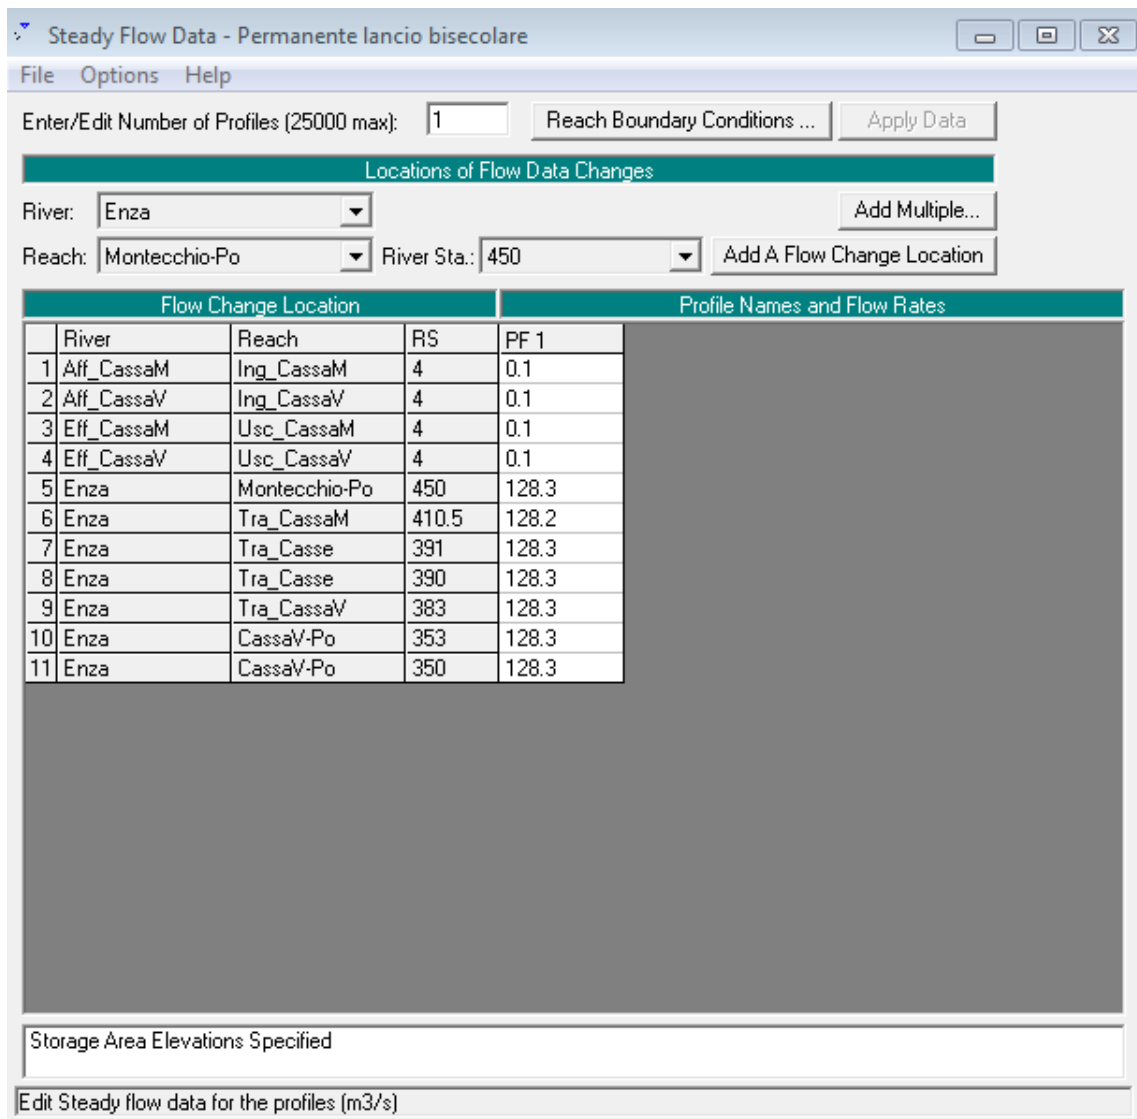 Steady Flow Data - Permanente lancio bisecolare
File Options Help
Enter/Edit Number of Profiles (25000 max): 1 Reach Boundary Conditions ... Apply Data
Locations of Flow Data Changes
River: Enza Add Multiple...
Reach: Montecchio-Po River Sta.: 450 Add A Flow Change Location
Flow Change Location Profile Names and Flow Rates
River Reach RS PF 1
1 Aff_CassaM Ing_CassaM 4 0.1
2 Aff_CassaV Ing_CassaV 4 0.1
3 Eff_CassaM Usc_CassaM 4 0.1
4 Eff_CassaV Usc_CassaV 4 0.1
5 Enza Montecchio-Po 450 128.3
6 Enza Tra_CassaM 410.5 128.2
7 Enza Tra_Casse 391 128.3
8 Enza Tra_Casse 390 128.3
9 Enza Tra_CassaV 383 128.3
10 Enza CassaV-Po 353 128.3
11 Enza CassaV-Po 350 128.3
Storage Area Elevations Specified
Edit Steady flow data for the profiles (m3/s)